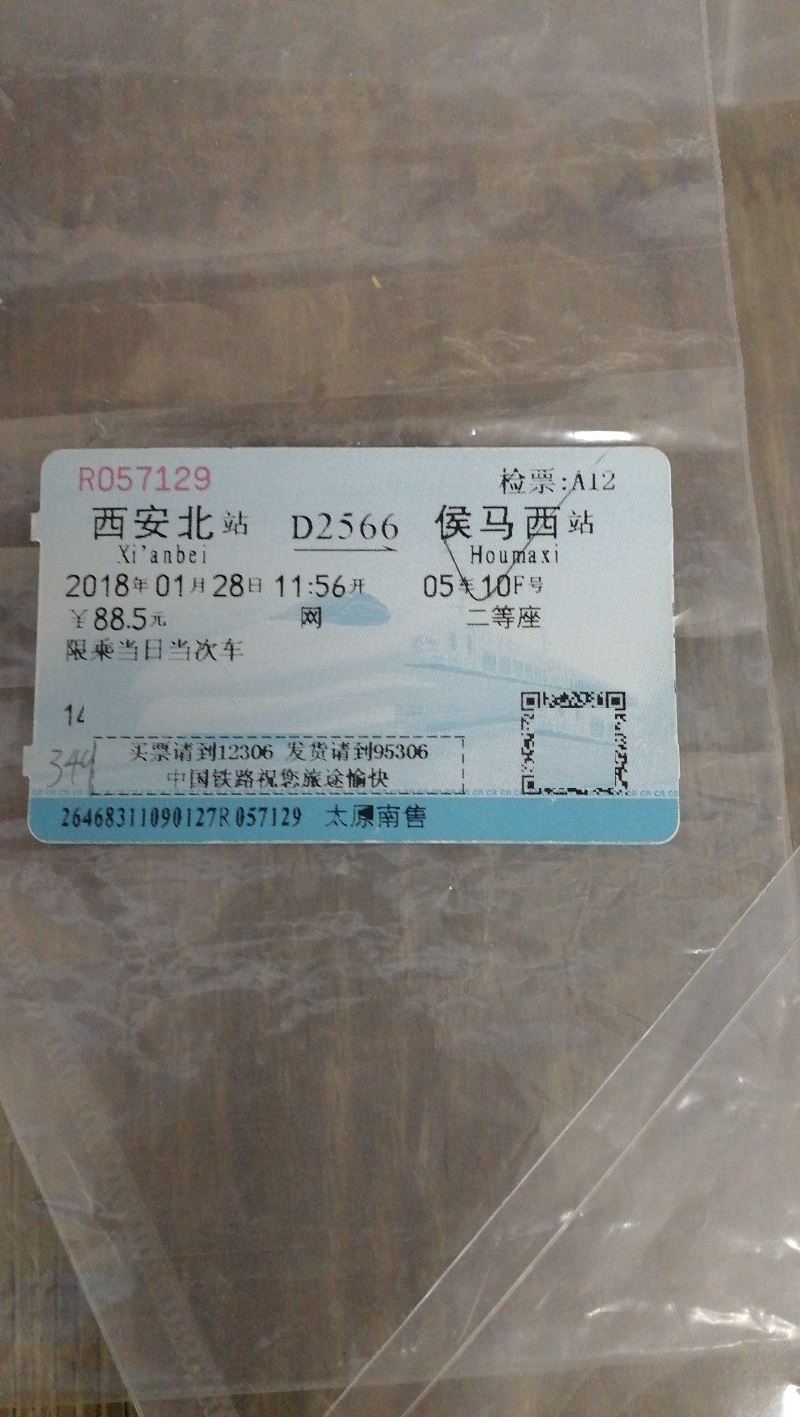 R057129 检票:A12
西安北站 D2566 侯马西站
Xi'anbei Houmaxi
2018年01月28日 11:56开 05车10F号
￥88.5元 网 二等座
限乘当日当次车
14
买票请到12306 发货请到95306
中国铁路祝您旅途愉快
26468311090127R057129 太原南售